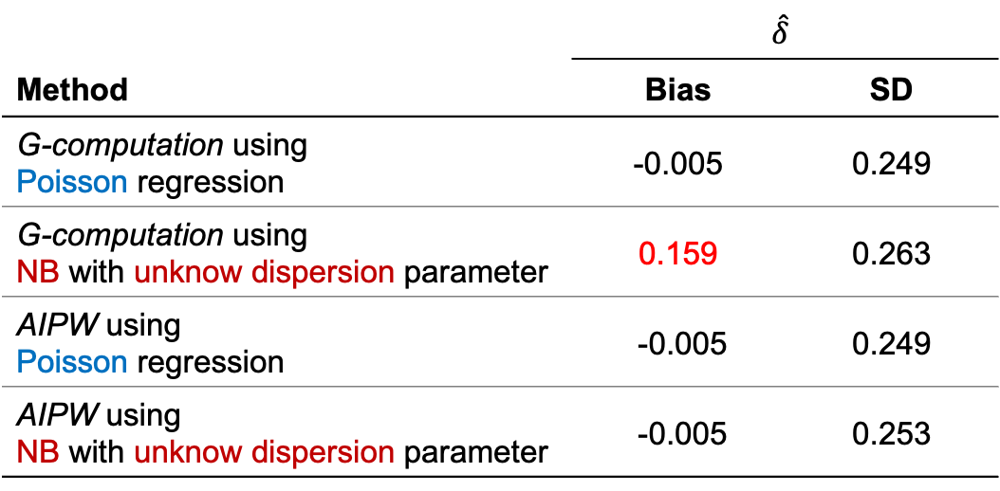 δ̂
Method Bias SD
G-computation using
Poisson regression -0.005 0.249
G-computation using
NB with unknow dispersion parameter 0.159 0.263
AIPW using
Poisson regression -0.005 0.249
AIPW using
NB with unknow dispersion parameter -0.005 0.253